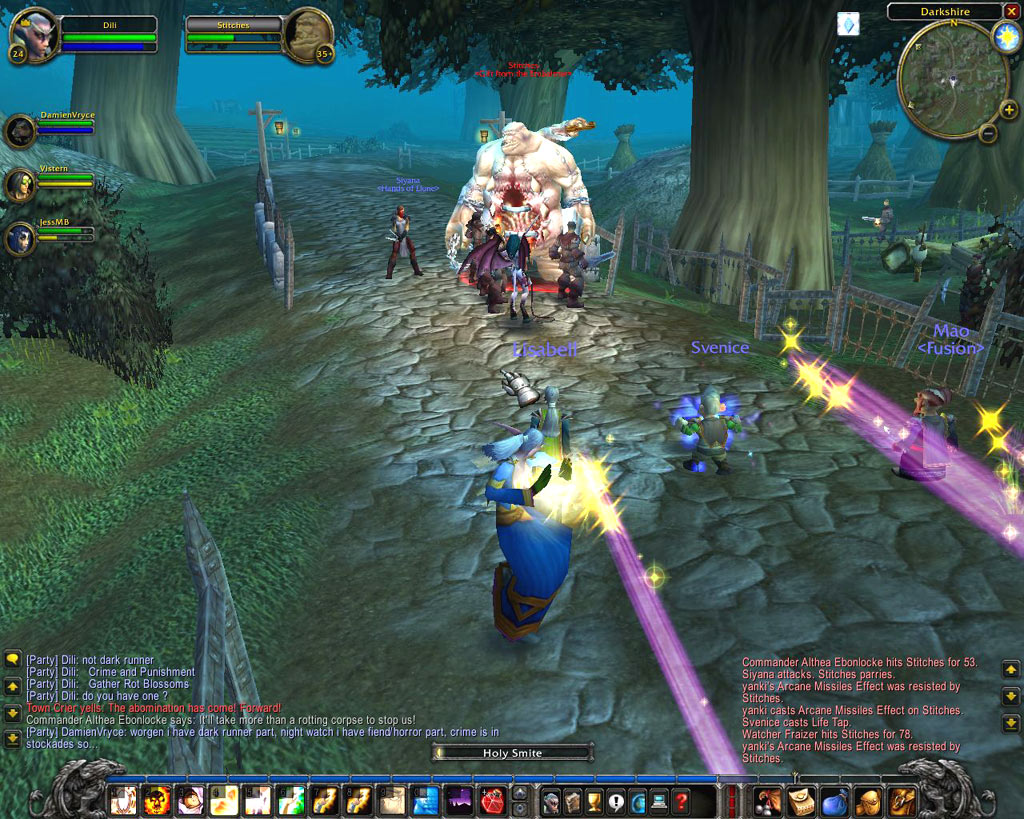 Dili
Stitches
Darkshire
N
24
35+
Stitches
<Gift from the Embalmer>
DamienVryce
Vistern
JessMB
Siyana
<Hands of Done>
Lisabell
Svenice
Mao
<Fusion>
[Party] Dili: not dark runner
[Party] Dili: Crime and Punishment
[Party] Dili: Gather Rot Blossoms
[Party] Dili: do you have one ?
Town Crier yells: The abomination has come! Forward!
Commander Althea Ebonlocke says: It'll take more than a rotting corpse to stop us!
[Party] DamienVryce: worgen i have dark runner part, night watch i have fiend/horror part, crime is in
stockades so...
Commander Althea Ebonlocke hits Stitches for 53.
Siyana attacks. Stitches parries.
yanki's Arcane Missiles Effect was resisted by
Stitches.
yanki casts Arcane Missiles Effect on Stitches.
Svenice casts Life Tap.
Watcher Fraizer hits Stitches for 78.
yanki's Arcane Missiles Effect was resisted by
Stitches.
Holy Smite